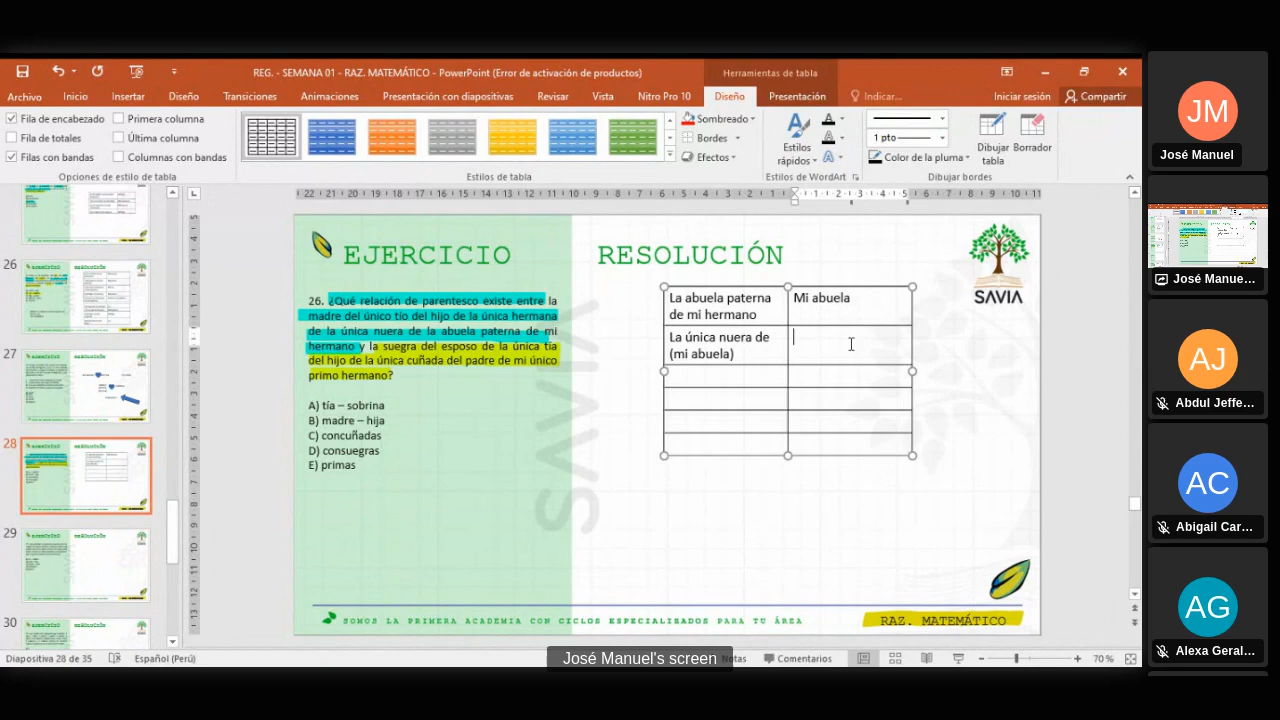 REG. - SEMANA 01 - RAZ. MATEMÁTICO - PowerPoint (Error de activación de productos)
Herramientas de tabla
Archivo Inicio Insertar Diseño Transiciones Animaciones Presentación con diapositivas Revisar Vista Nitro Pro 10 Diseño Presentación Indicar... Iniciar sesión Compartir
Fila de encabezado Primera columna
Fila de totales Última columna
Filas con bandas Columnas con bandas
Opciones de estilo de tabla
Sombreado
Bordes
Efectos
Estilos de tabla
Estilos rápidos
Estilos de WordArt
1 pto
Color de la pluma
Dibujar tabla
Borrador
Dibujar bordes
26
27
28
29
30
EJERCICIO
RESOLUCIÓN
SAVIA
26. ¿Qué relación de parentesco existe entre la
madre del único tío del hijo de la única hermana
de la única nuera de la abuela paterna de mi
hermano y la suegra del esposo de la única tía
del hijo de la única cuñada del padre de mi único
primo hermano?
A) tía – sobrina
B) madre – hija
C) concuñadas
D) consuegras
E) primas
La abuela paterna
de mi hermano
Mi abuela
La única nuera de
(mi abuela)
SAVIA
SOMOS LA PRIMERA ACADEMIA CON CICLOS ESPECIALIZADOS PARA TU ÁREA
RAZ. MATEMÁTICO
Diapositiva 28 de 35 Español (Perú) Notas Comentarios 70 %
José Manuel's screen
JM
José Manuel
José Man...
AJ
Abdul Jeffe...
AC
Abigail Car...
AG
Alexa Geral...